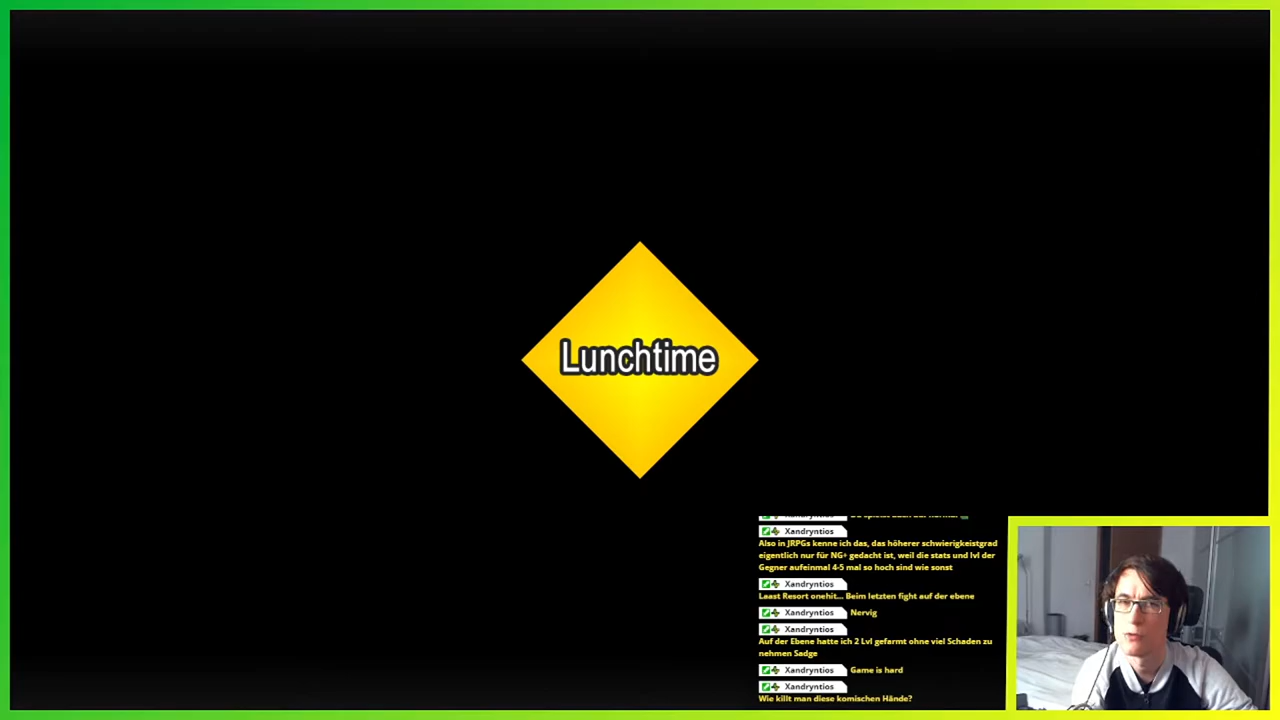 Lunchtime
Xandryntios
Also in JRPGs kenne ich das, das höherer schwierigkeistgrad
eigentlich nur für NG+ gedacht ist, weil die stats und lvl der
Gegner aufeinmal 4-5 mal so hoch sind wie sonst
Xandryntios
Laast Resort onehit... Beim letzten fight auf der ebene
Xandryntios Nervig
Xandryntios
Auf der Ebene hatte ich 2 Lvl gefarmt ohne viel Schaden zu
nehmen Sadge
Xandryntios Game is hard
Xandryntios
Wie killt man diese komischen Hände?